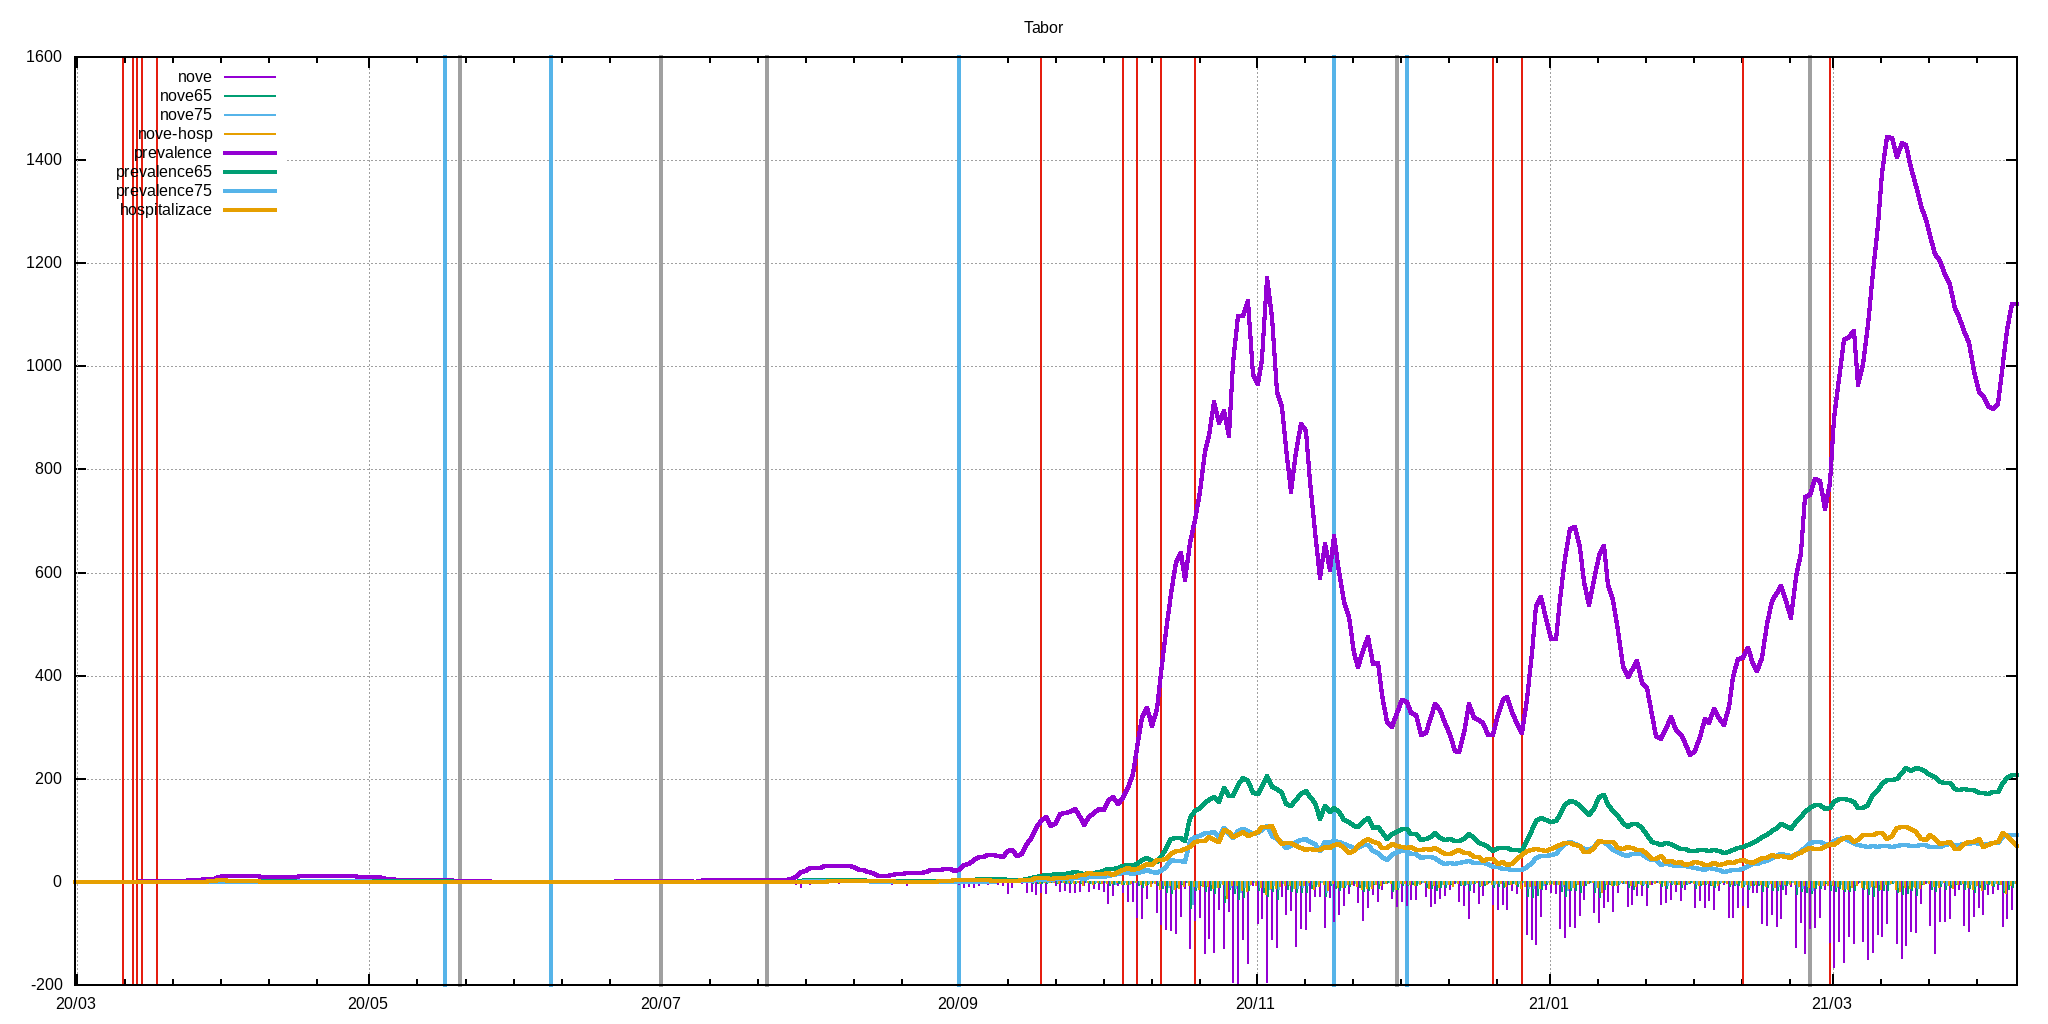 Tabor
1600
1400
1200
1000
800
600
400
200
0
-200
nove
nove65
nove75
nove-hosp
prevalence
prevalence65
prevalence75
hospitalizace
20/03 20/05 20/07 20/09 20/11 21/01 21/03